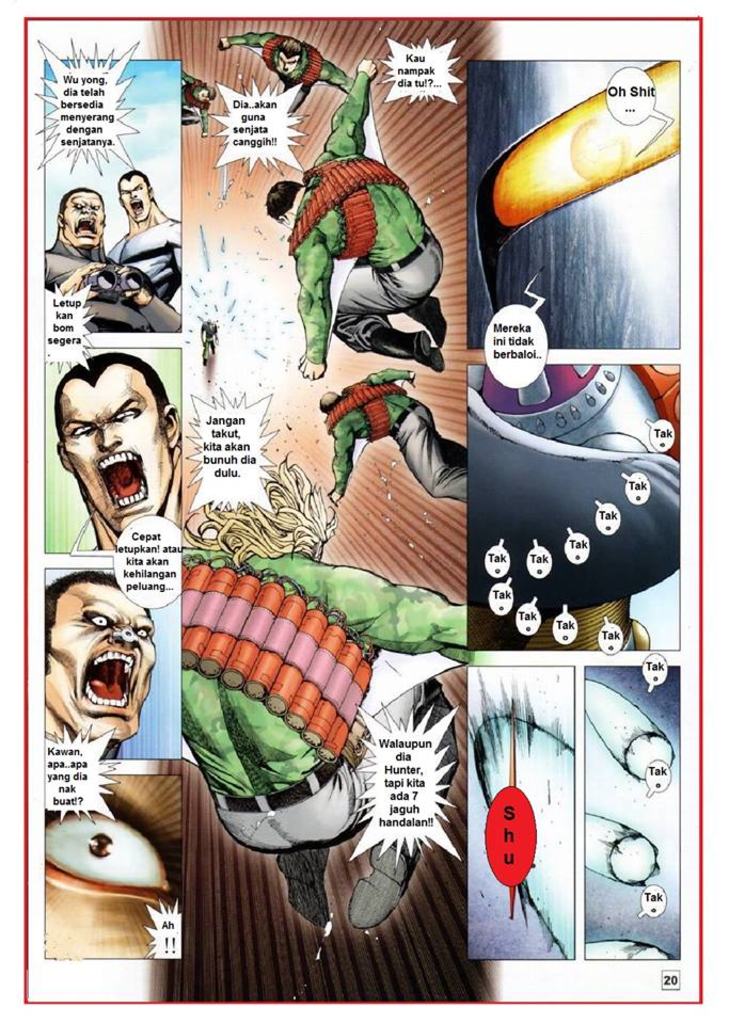 Wu yong,
dia telah
bersedia
menyerang
dengan
senjatanya.
Letup
kan
bom
segera
.
Cepat
letupkan! atau
kita akan
kehilangan
peluang...
Kawan,
apa..apa
yang dia
nak
buat!?
Ah
!!
Kau
nampak
dia tu!?...
Dia..akan
guna
senjata
canggih!!
Jangan
takut,
kita akan
bunuh dia
dulu.
Walaupun
dia
Hunter,
tapi kita
ada 7
jaguh
handalan!!
Oh Shit
...
Mereka
ini tidak
berbaloi..
Tak
Tak
Tak
Tak
Tak
Tak
Tak
Tak
Tak
Tak
S
h
u
Tak
Tak
Tak
20